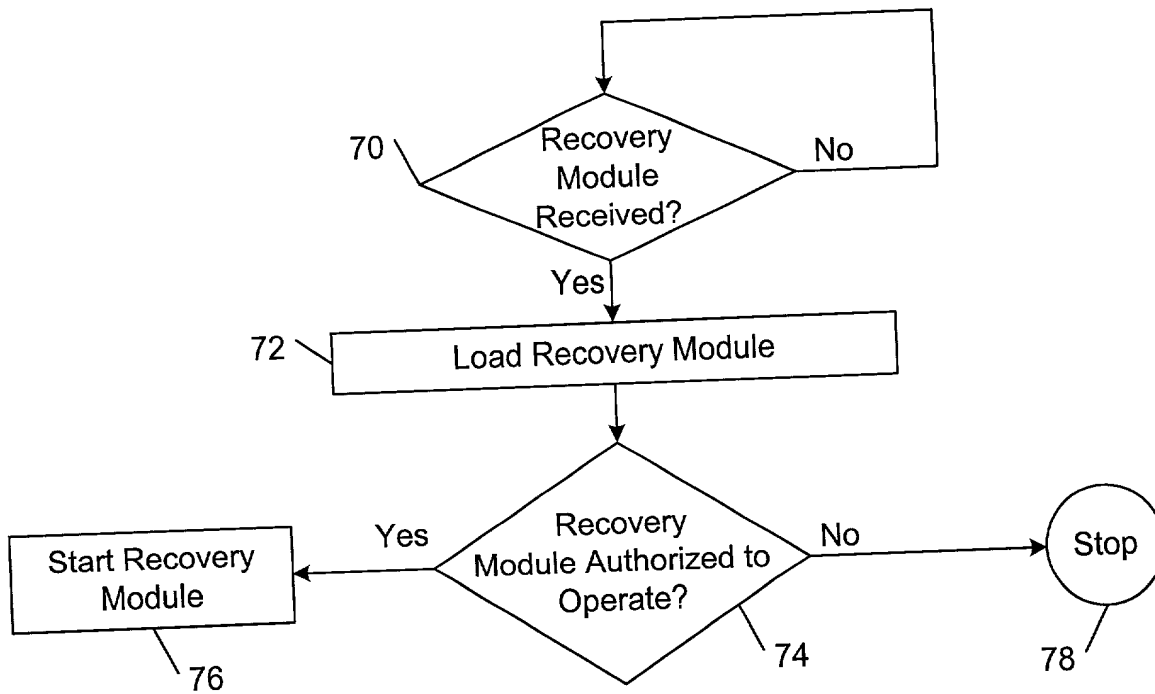 70
Recovery
Module
Received?
No
Yes
72
Load Recovery Module
Yes
Recovery
Module Authorized to
Operate?
No
Stop
Start Recovery
Module
74
76
78